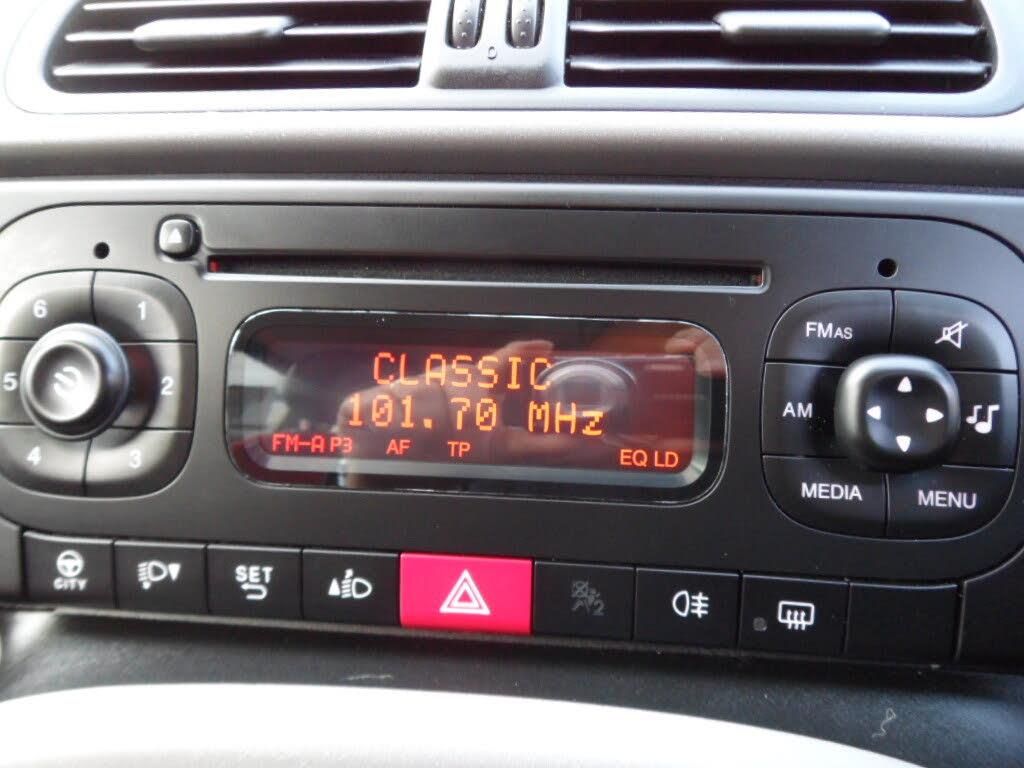 6 1
5 2
4 3
CLASSIC
101.70 MHz
FM-A P3 AF TP EQ LD
FM AS
AM
MEDIA MENU
CITY SET 2